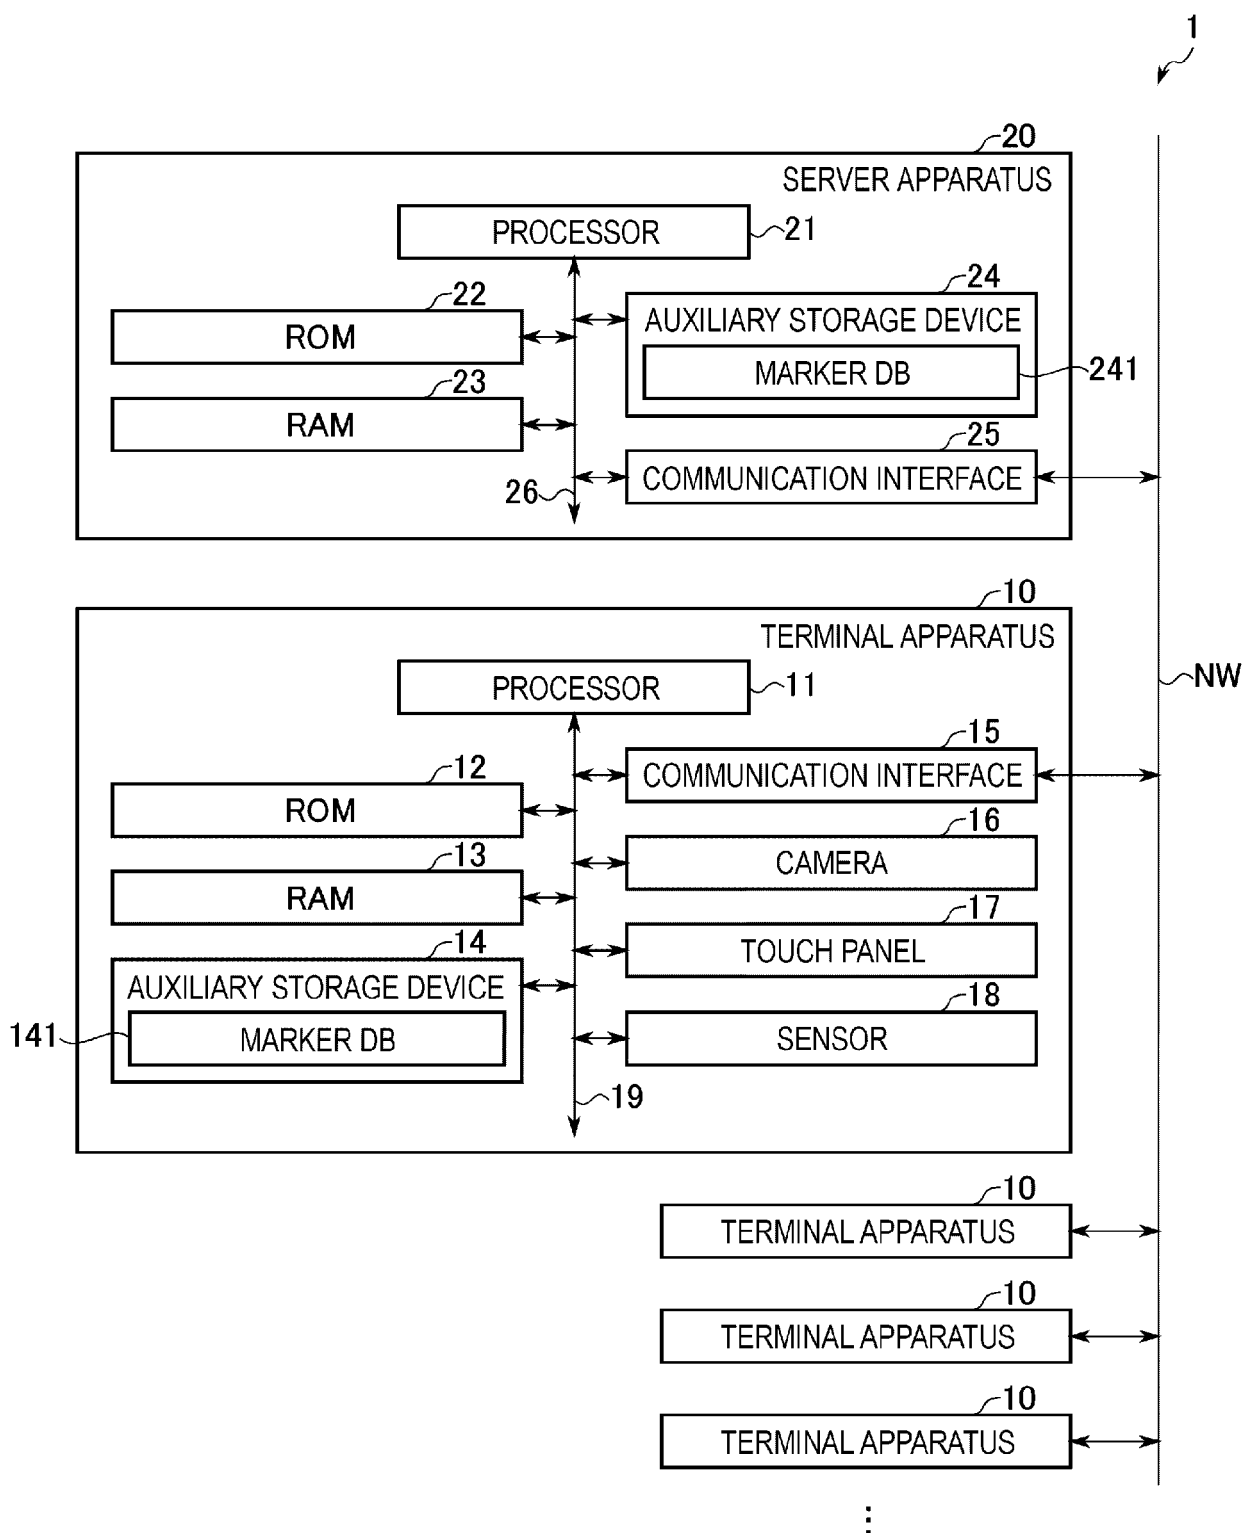 1
20
SERVER APPARATUS
PROCESSOR
21
22
ROM
24
AUXILIARY STORAGE DEVICE
MARKER DB
241
23
RAM
25
COMMUNICATION INTERFACE
26
10
TERMINAL APPARATUS
PROCESSOR
11
NW
15
COMMUNICATION INTERFACE
12
ROM
16
CAMERA
13
RAM
17
TOUCH PANEL
14
AUXILIARY STORAGE DEVICE
141
MARKER DB
18
SENSOR
19
10
TERMINAL APPARATUS
10
TERMINAL APPARATUS
10
TERMINAL APPARATUS
⋮